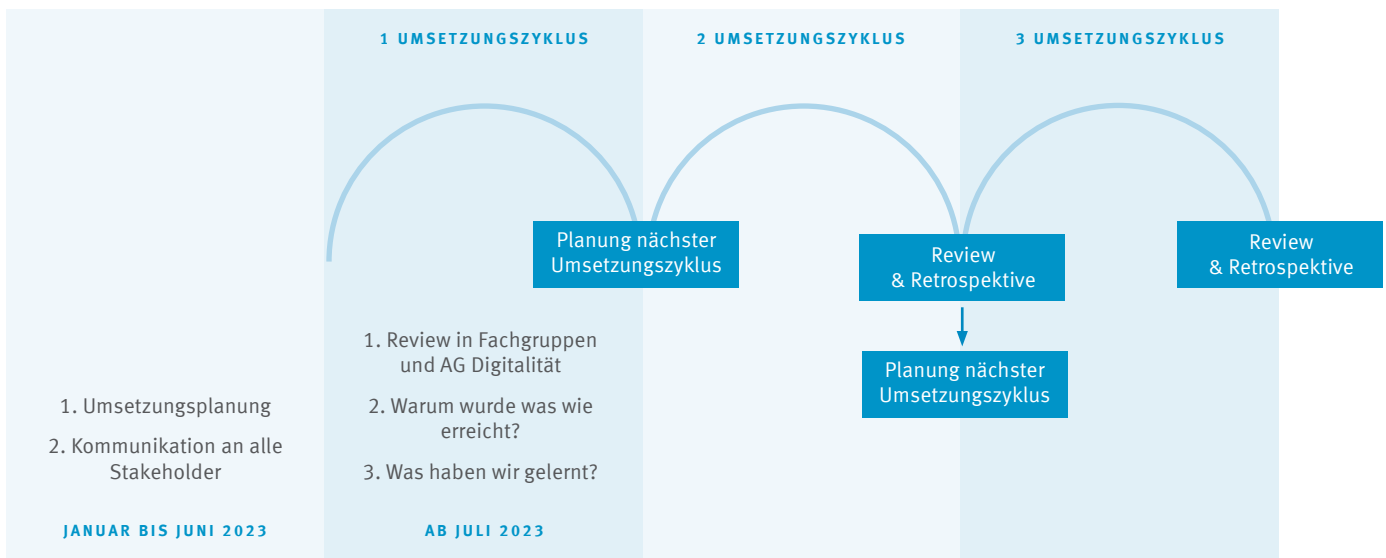 1 UMSETZUNGSZYKLUS
2 UMSETZUNGSZYKLUS
3 UMSETZUNGSZYKLUS
Planung nächster
Umsetzungszyklus
Review
& Retrospektive
Review
& Retrospektive
Planung nächster
Umsetzungszyklus
1. Umsetzungsplanung
2. Kommunikation an alle
Stakeholder
JANUAR BIS JUNI 2023
1. Review in Fachgruppen
und AG Digitalität
2. Warum wurde was wie
erreicht?
3. Was haben wir gelernt?
AB JULI 2023